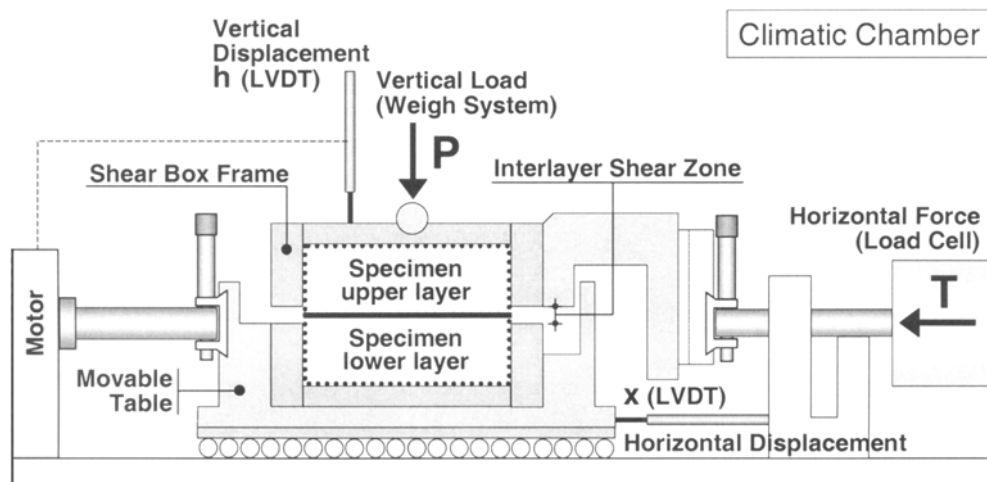 Vertical
Displacement
h (LVDT)
Climatic Chamber
Vertical Load
(Weigh System)
P
Shear Box Frame
Interlayer Shear Zone
Horizontal Force
(Load Cell)
T
Specimen
upper layer
Specimen
lower layer
Motor
Movable
Table
x (LVDT)
Horizontal Displacement